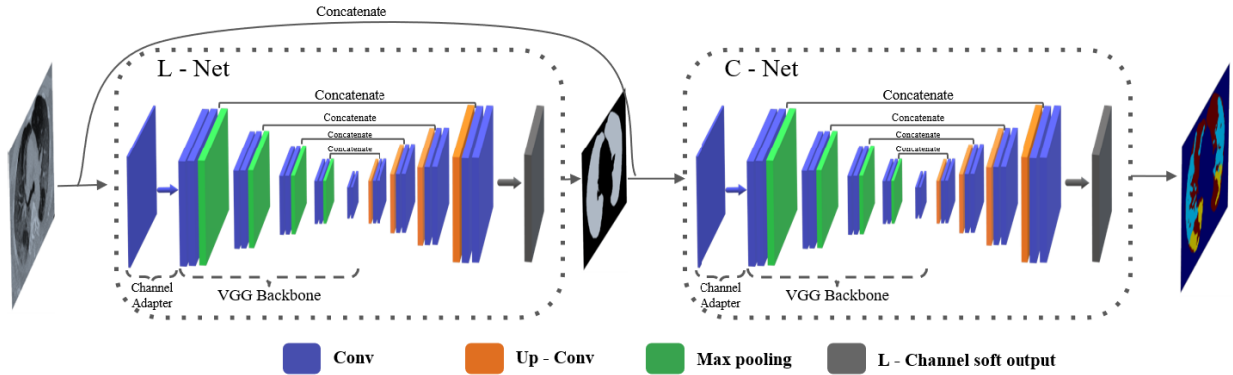 Concatenate
L - Net
C - Net
Concatenate
Concatenate
Concatenate
Concatenate
Concatenate
Concatenate
Concatenate
Concatenate
Channel
Adapter
VGG Backbone
Channel
Adapter
VGG Backbone
Conv
Up - Conv
Max pooling
L - Channel soft output